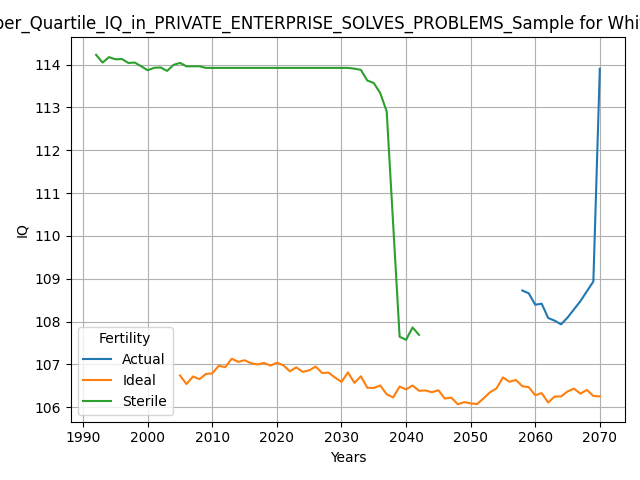 per_Quartile_IQ_in_PRIVATE_ENTERPRISE_SOLVES_PROBLEMS_Sample for Whi
114
113
112
111
110
109
108
107
106
IQ
Fertility
Actual
Ideal
Sterile
1990 2000 2010 2020 2030 2040 2050 2060 2070
Years